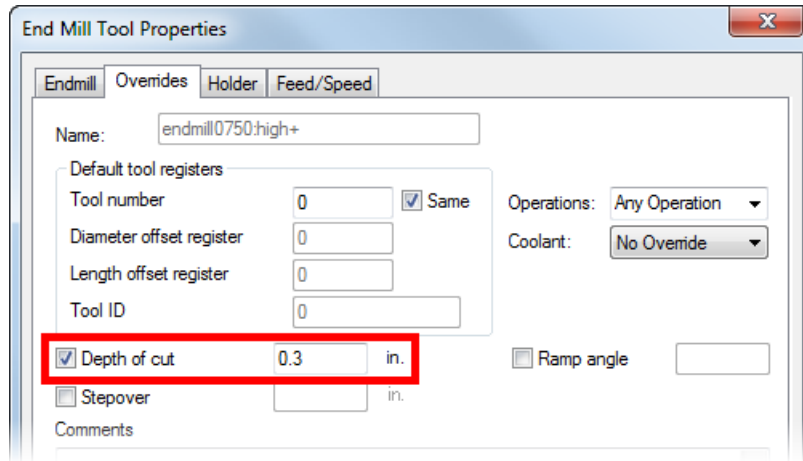 End Mill Tool Properties
Endmill Overrides Holder Feed/Speed
Name: endmill0750:high+
Default tool registers
Tool number 0 Same Operations: Any Operation
Diameter offset register 0 Coolant: No Override
Length offset register 0
Tool ID 0
Depth of cut 0.3 in. Ramp angle
Stepover in.
Comments